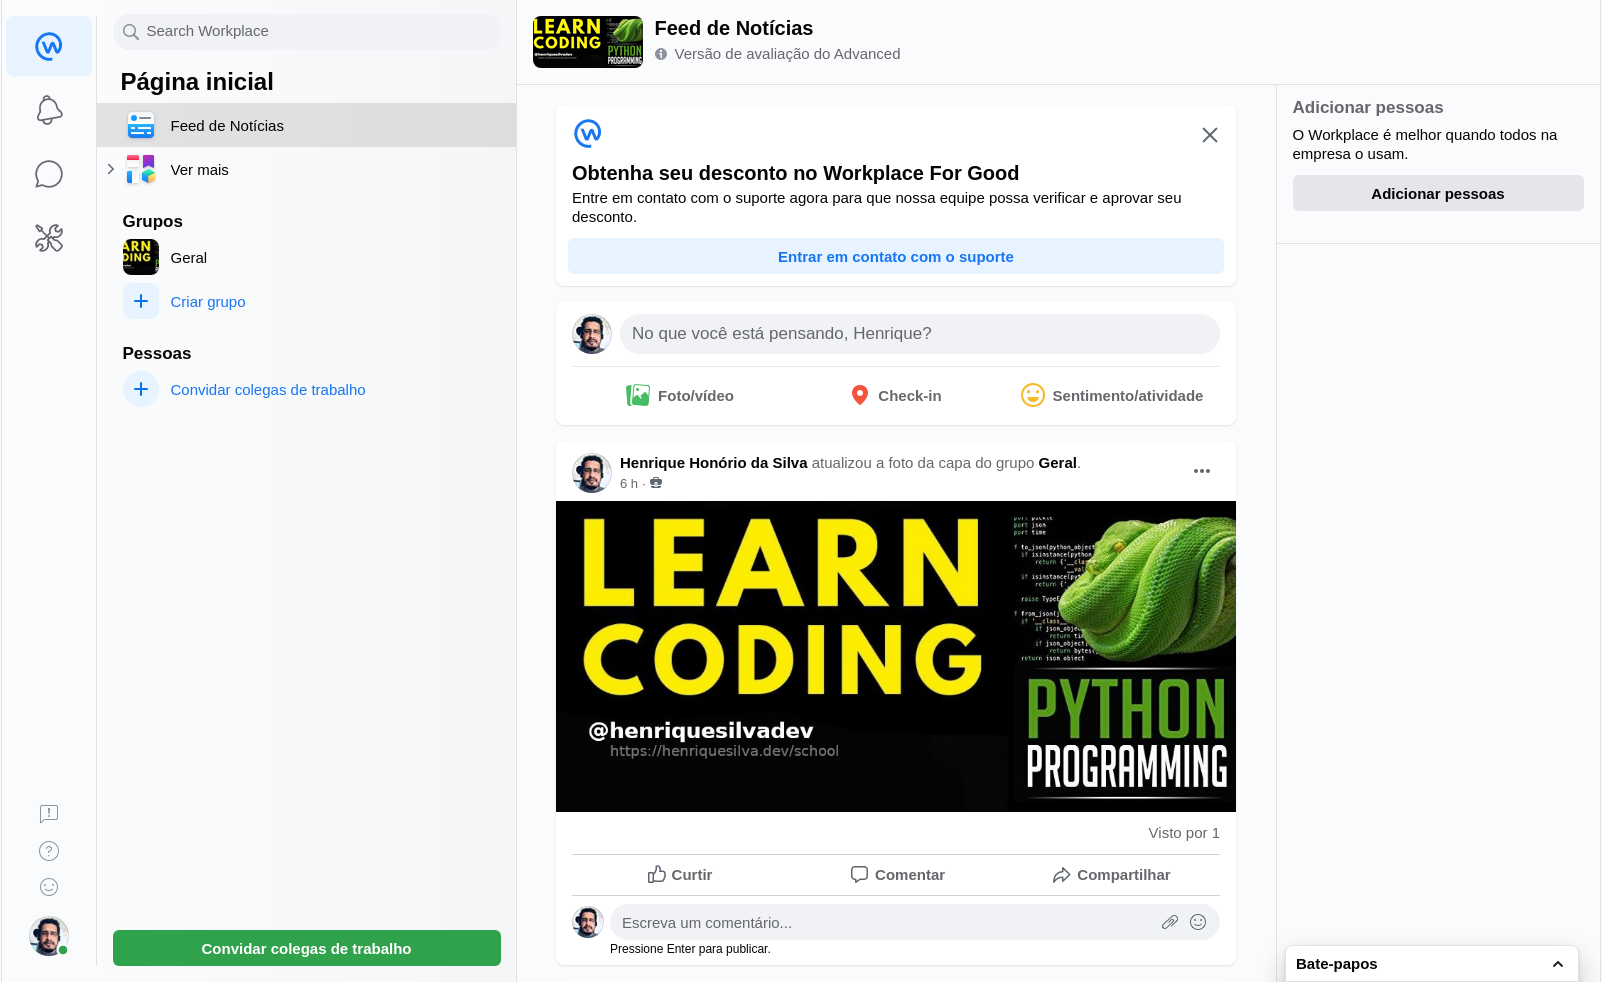 Search Workplace
Página inicial
Feed de Notícias
Ver mais
Grupos
Geral
Criar grupo
Pessoas
Convidar colegas de trabalho
Convidar colegas de trabalho
LEARN
CODING
PYTHON
PROGRAMMING
Feed de Notícias
Versão de avaliação do Advanced
Obtenha seu desconto no Workplace For Good
Entre em contato com o suporte agora para que nossa equipe possa verificar e aprovar seu
desconto.
Entrar em contato com o suporte
No que você está pensando, Henrique?
Foto/vídeo
Check-in
Sentimento/atividade
Henrique Honório da Silva atualizou a foto da capa do grupo Geral.
6 h ·
LEARN
CODING
@henriquesilvadev
https://henriquesilva.dev/school
port json
port time
return json_object
PYTHON
PROGRAMMING
Visto por 1
Curtir
Comentar
Compartilhar
Escreva um comentário...
Pressione Enter para publicar.
Adicionar pessoas
O Workplace é melhor quando todos na
empresa o usam.
Adicionar pessoas
Bate-papos